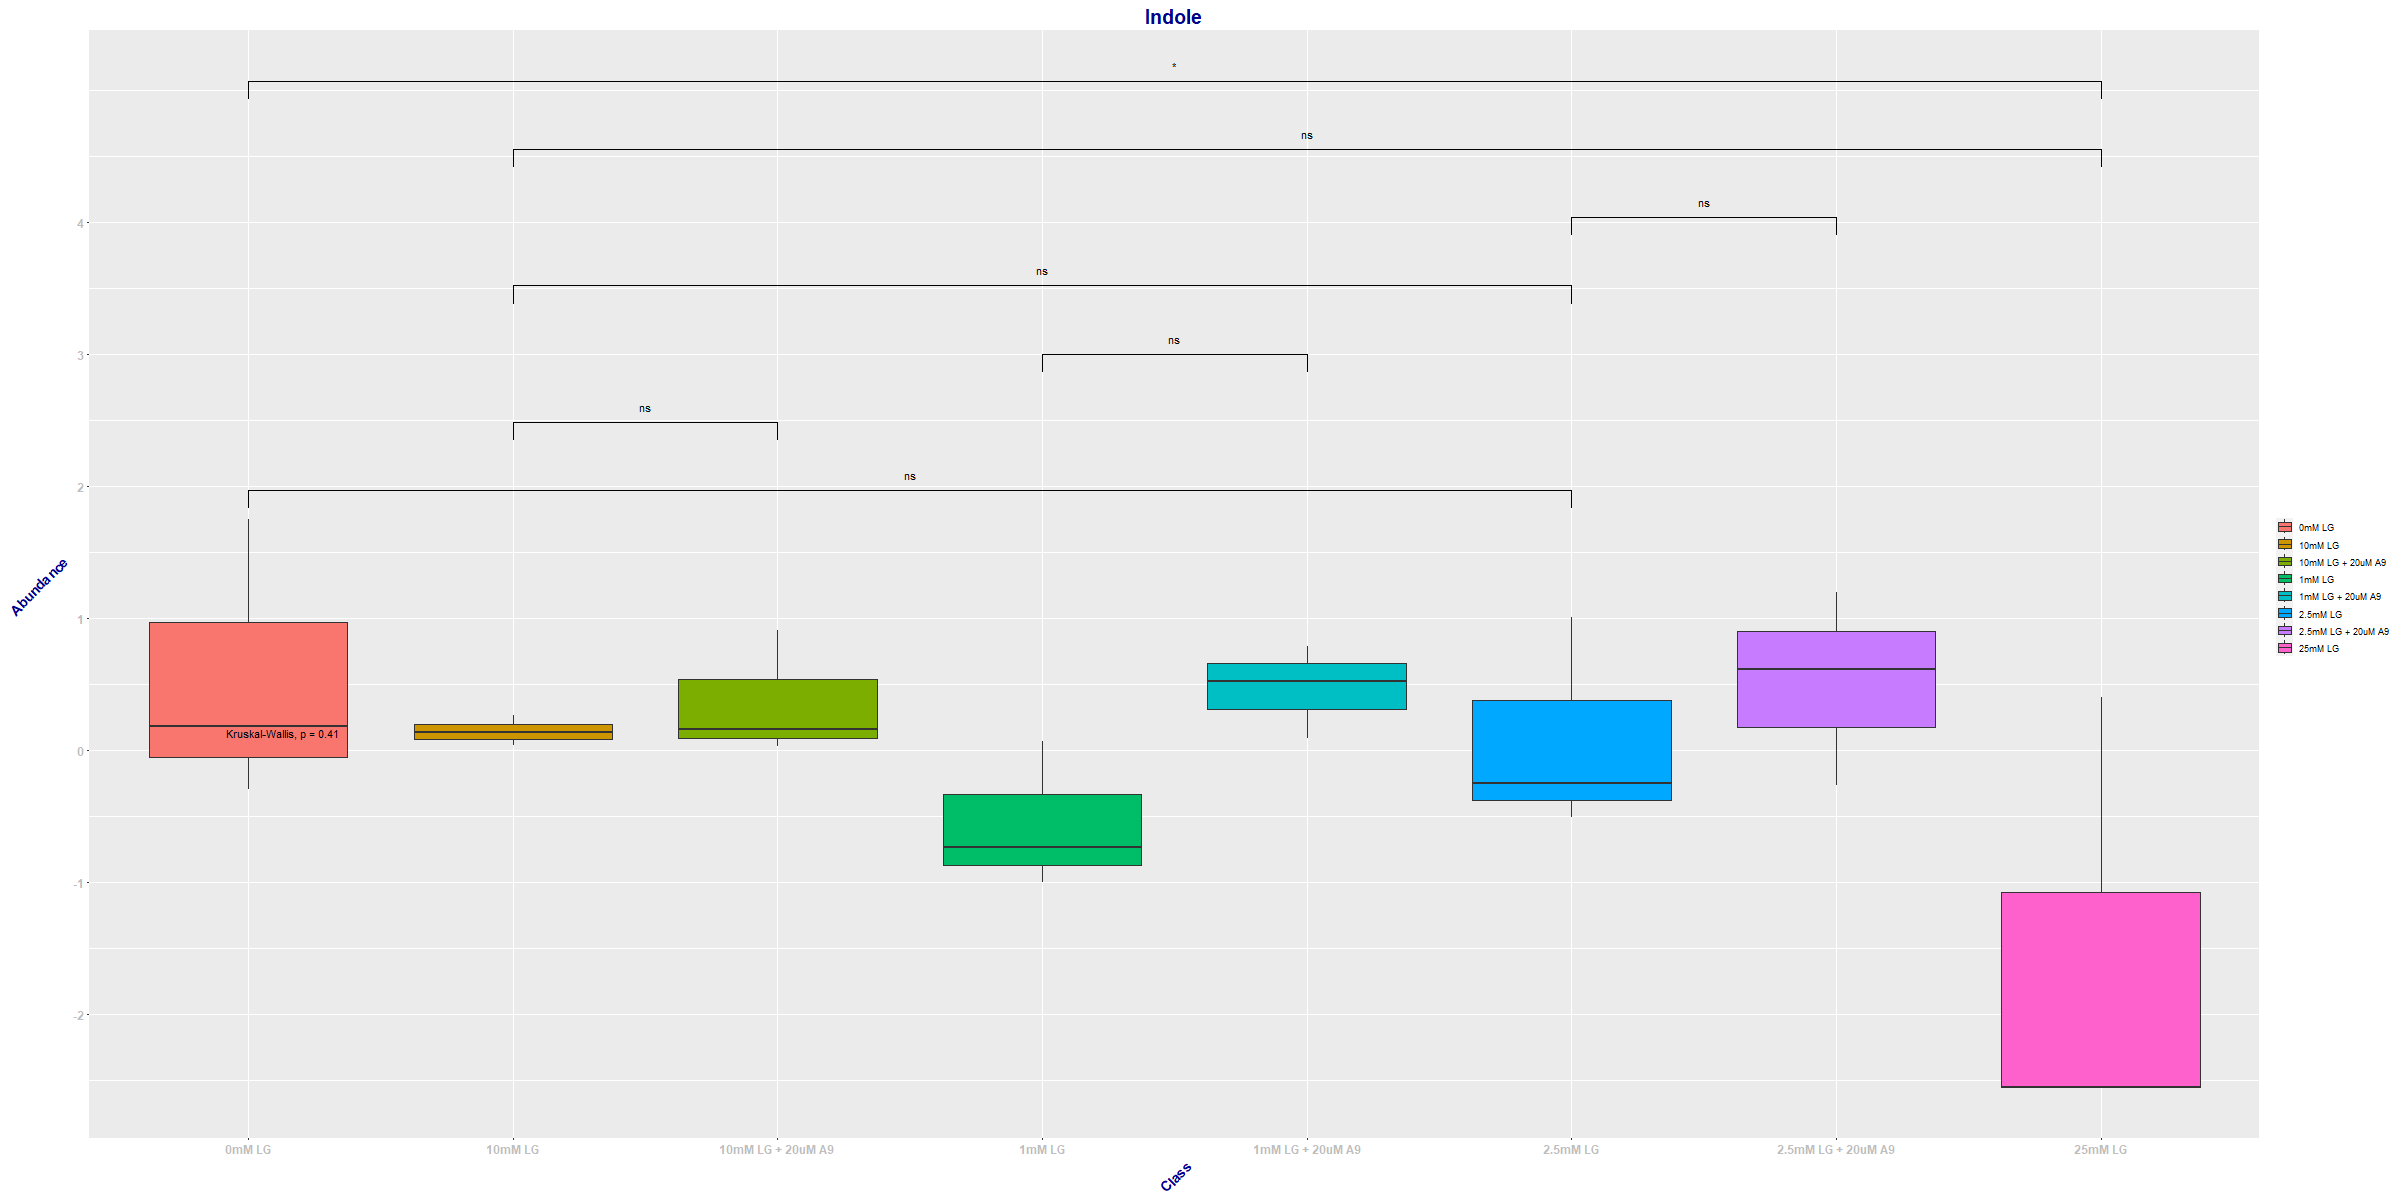 Indole
*
ns
ns
4
ns
ns
3
ns
ns
2
1
Kruskal-Wallis, p = 0.41
0
-1
-2
Abundance
0mM LG
10mM LG
10mM LG + 20uM A9
1mM LG
1mM LG + 20uM A9
2.5mM LG
2.5mM LG + 20uM A9
25mM LG
Class
0mM LG
10mM LG
10mM LG + 20uM A9
1mM LG
1mM LG + 20uM A9
2.5mM LG
2.5mM LG + 20uM A9
25mM LG